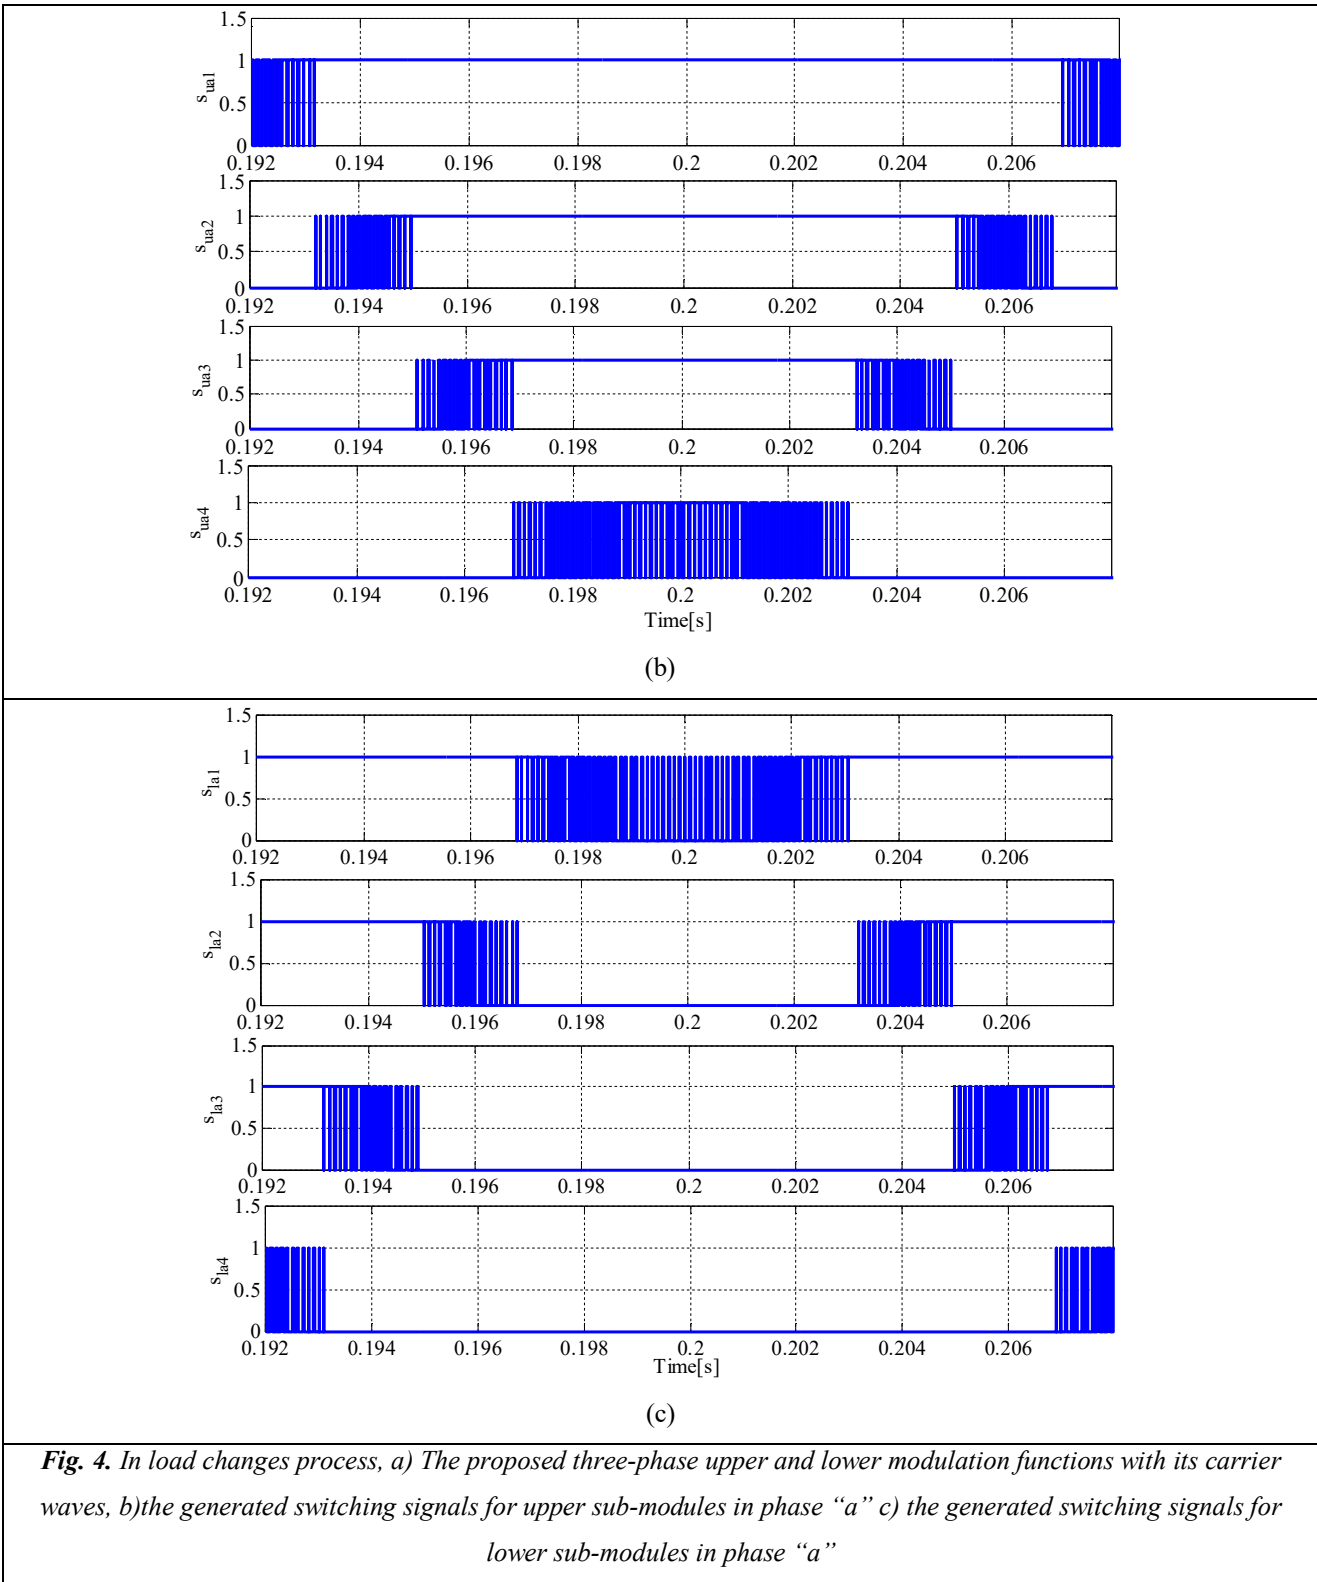 1.5
1
0.5
0
s_ua1
0.192 0.194 0.196 0.198 0.2 0.202 0.204 0.206
1.5
1
0.5
0
s_ua2
0.192 0.194 0.196 0.198 0.2 0.202 0.204 0.206
1.5
1
0.5
0
s_ua3
0.192 0.194 0.196 0.198 0.2 0.202 0.204 0.206
1.5
1
0.5
0
s_ua4
0.192 0.194 0.196 0.198 0.2 0.202 0.204 0.206
Time[s]
(b)
1.5
1
0.5
0
s_la1
0.192 0.194 0.196 0.198 0.2 0.202 0.204 0.206
1.5
1
0.5
0
s_la2
0.192 0.194 0.196 0.198 0.2 0.202 0.204 0.206
1.5
1
0.5
0
s_la3
0.192 0.194 0.196 0.198 0.2 0.202 0.204 0.206
1.5
1
0.5
0
s_la4
0.192 0.194 0.196 0.198 0.2 0.202 0.204 0.206
Time[s]
(c)
Fig. 4. In load changes process, a) The proposed three-phase upper and lower modulation functions with its carrier
waves, b)the generated switching signals for upper sub-modules in phase “a” c) the generated switching signals for
lower sub-modules in phase “a”